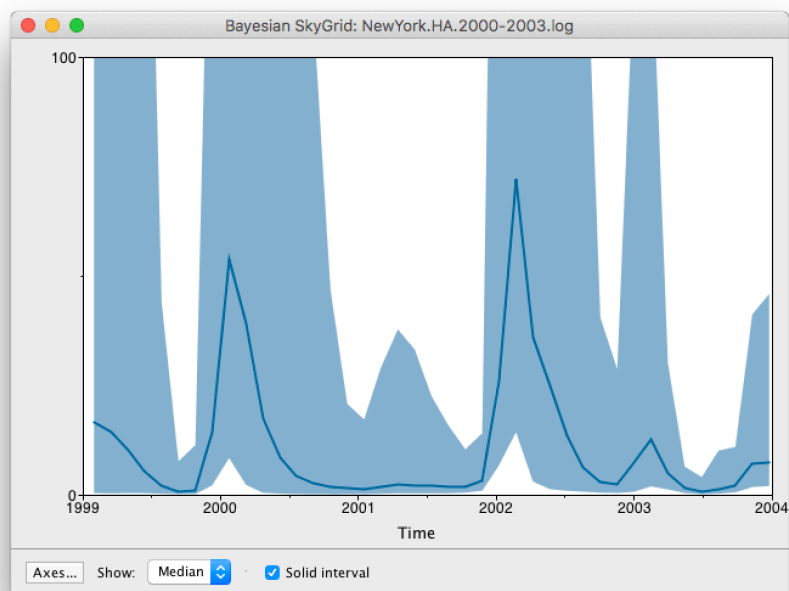 Bayesian SkyGrid: NewYork.HA.2000-2003.log
100
0
1999 2000 2001 2002 2003 2004
Time
Axes... Show: Median Solid interval